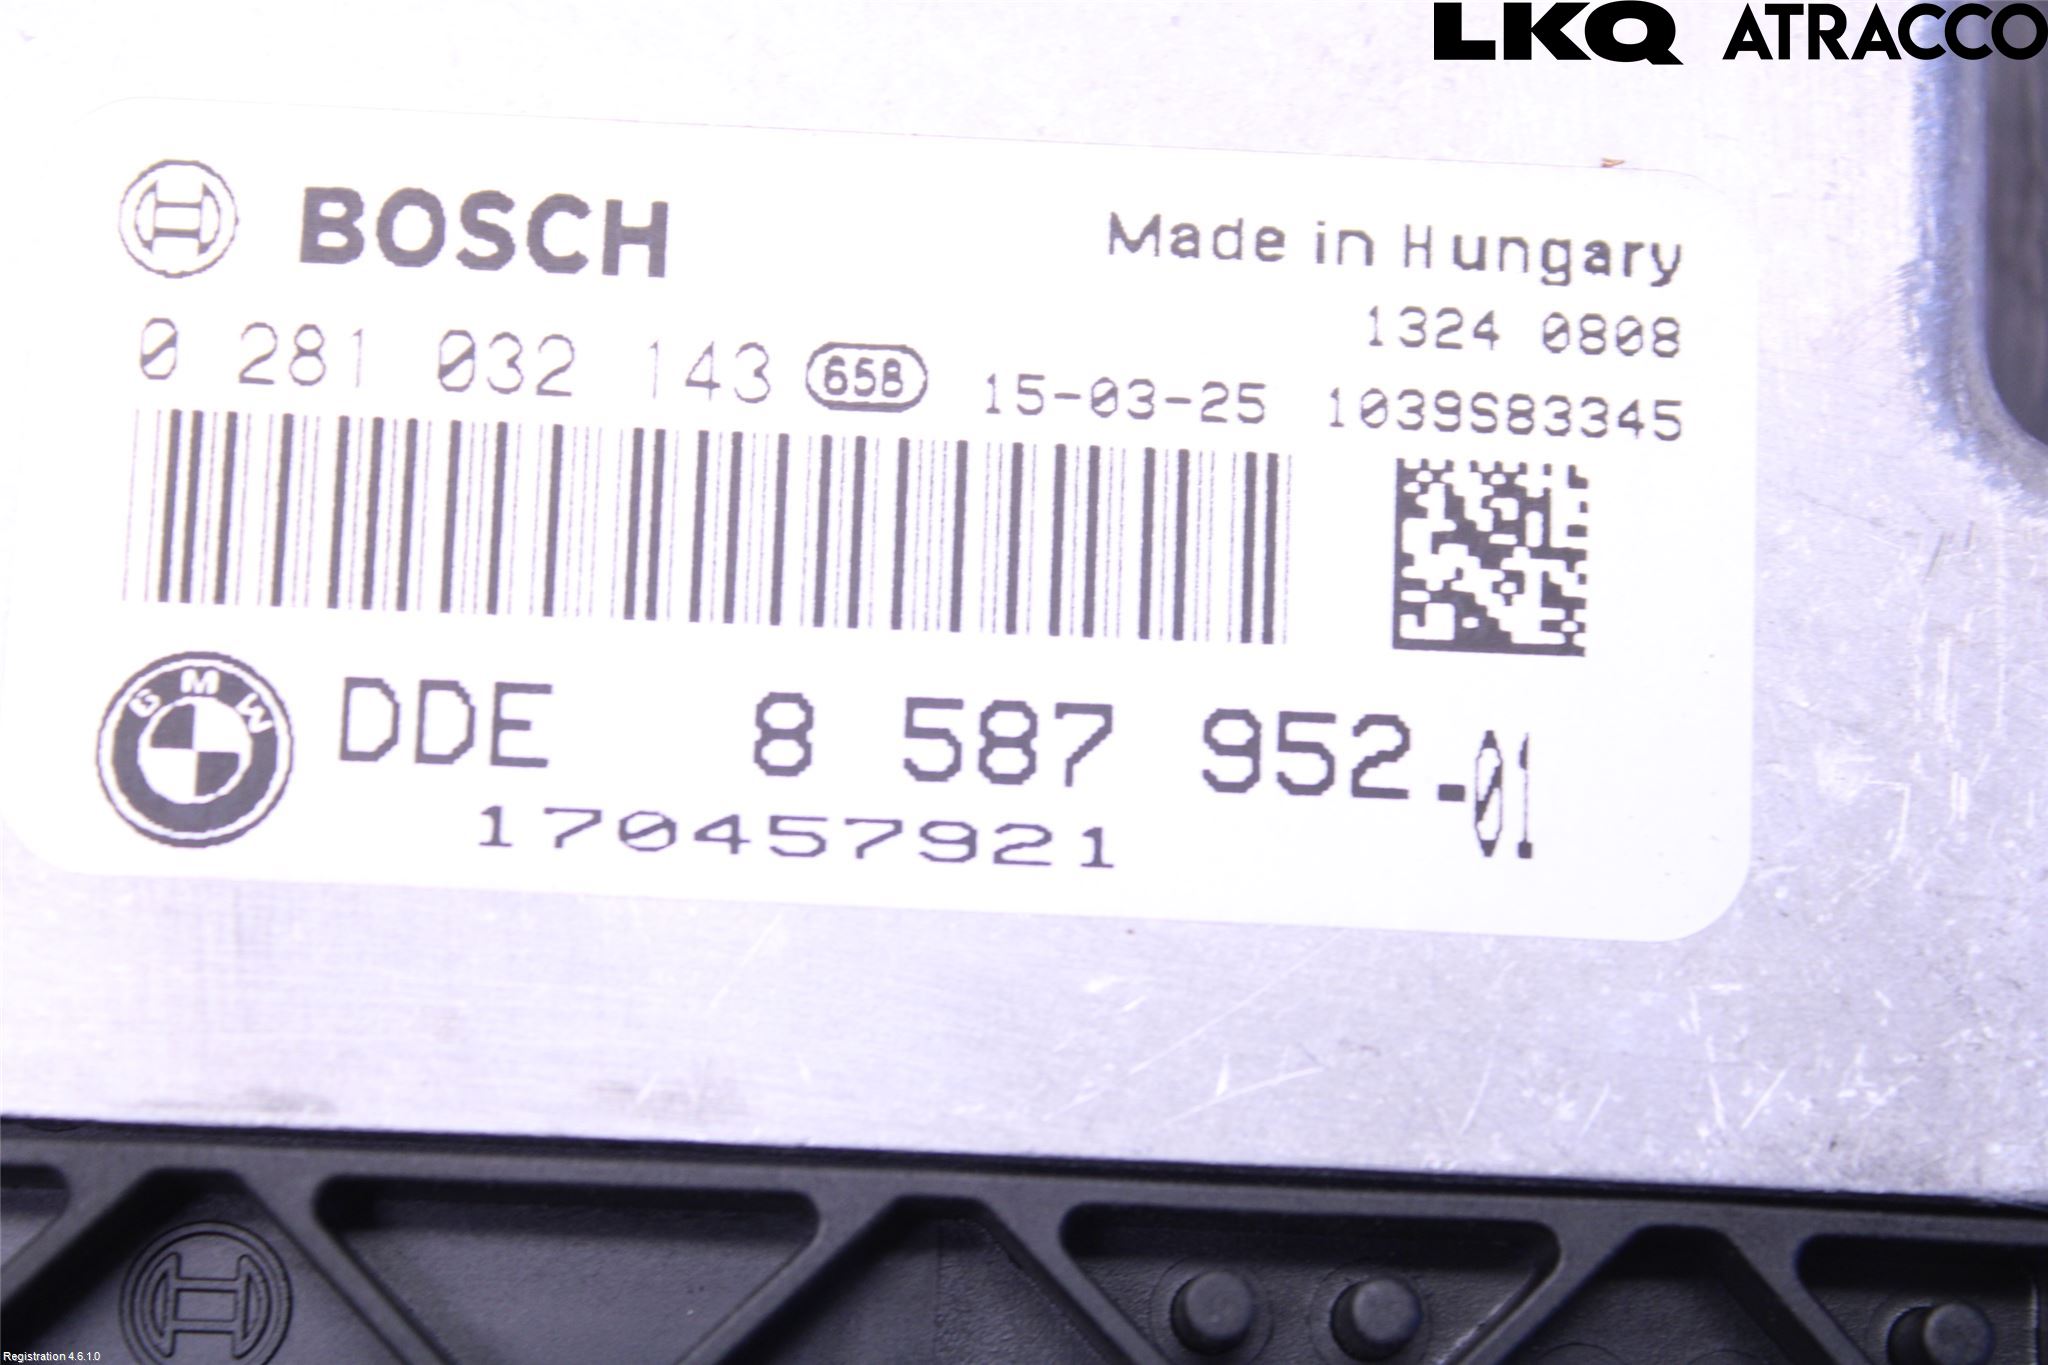 LKQ ATRACCO
BOSCH
Made in Hungary
1324 0808
0 281 032 143 658 15-03-25 1039S83345
BMW
DDE 8 587 952.01
170457921
Registration 4.6.1.0